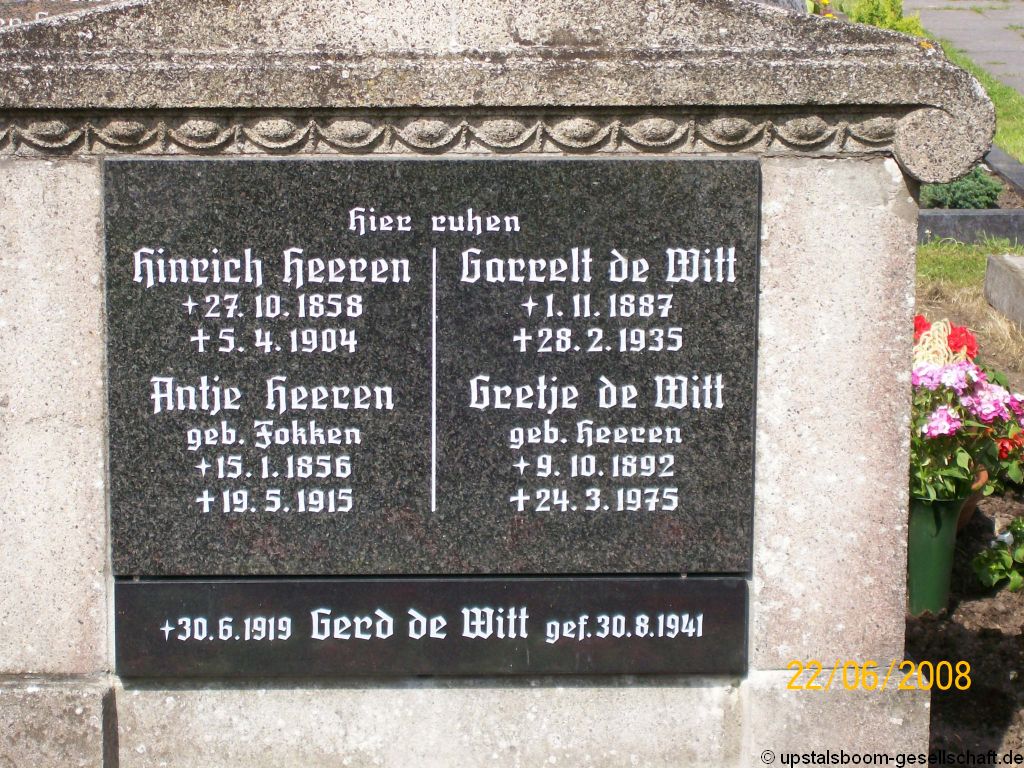 Hier ruhen
Hinrich Heeren
+27.10.1858
†5.4.1904
Antje Heeren
geb. Fokken
+15.1.1856
†19.5.1915
Garrelt de Witt
+1.11.1887
†28.2.1935
Gretje de Witt
geb. Heeren
+9.10.1892
†24.3.1975
+30.6.1919 Gerd de Witt gef.30.8.1941
22/06/2008
© upstalsboom-gesellschaft.de